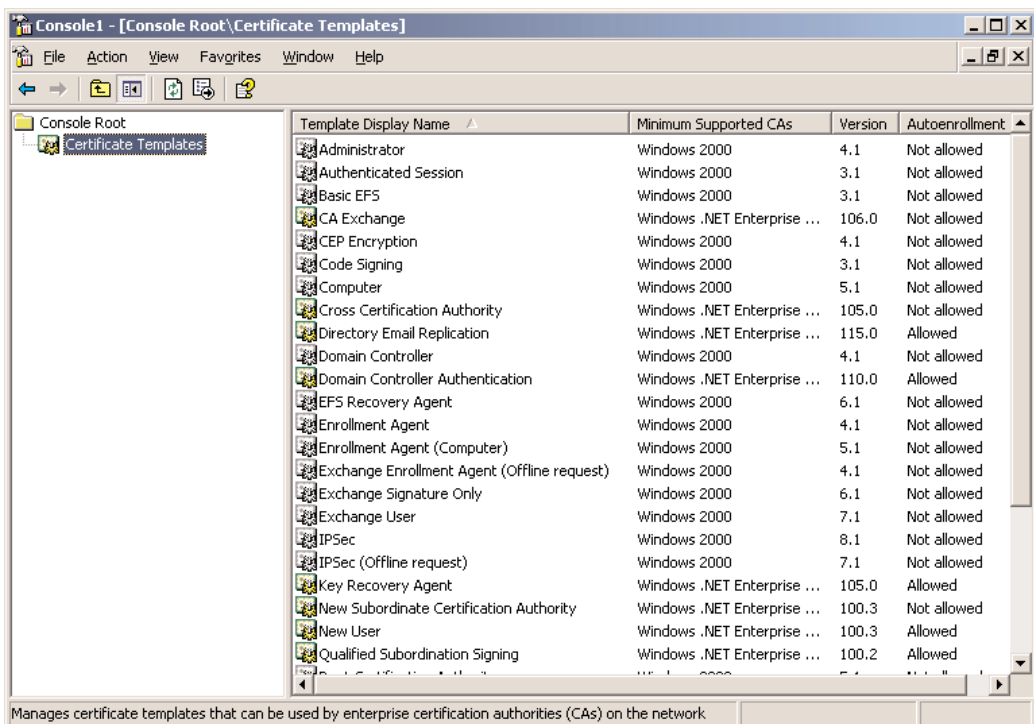 Console1 - [Console Root\Certificate Templates]
File Action View Favorites Window Help
Console Root
Certificate Templates
Template Display Name Minimum Supported CAs Version Autoenrollment
Administrator Windows 2000 4.1 Not allowed
Authenticated Session Windows 2000 3.1 Not allowed
Basic EFS Windows 2000 3.1 Not allowed
CA Exchange Windows .NET Enterprise ... 106.0 Not allowed
CEP Encryption Windows 2000 4.1 Not allowed
Code Signing Windows 2000 3.1 Not allowed
Computer Windows 2000 5.1 Not allowed
Cross Certification Authority Windows .NET Enterprise ... 105.0 Not allowed
Directory Email Replication Windows .NET Enterprise ... 115.0 Allowed
Domain Controller Windows 2000 4.1 Not allowed
Domain Controller Authentication Windows .NET Enterprise ... 110.0 Allowed
EFS Recovery Agent Windows 2000 6.1 Not allowed
Enrollment Agent Windows 2000 4.1 Not allowed
Enrollment Agent (Computer) Windows 2000 5.1 Not allowed
Exchange Enrollment Agent (Offline request) Windows 2000 4.1 Not allowed
Exchange Signature Only Windows 2000 6.1 Not allowed
Exchange User Windows 2000 7.1 Not allowed
IPSec Windows 2000 8.1 Not allowed
IPSec (Offline request) Windows 2000 7.1 Not allowed
Key Recovery Agent Windows .NET Enterprise ... 105.0 Allowed
New Subordinate Certification Authority Windows .NET Enterprise ... 100.3 Not allowed
New User Windows .NET Enterprise ... 100.3 Allowed
Qualified Subordination Signing Windows .NET Enterprise ... 100.2 Allowed
Manages certificate templates that can be used by enterprise certification authorities (CAs) on the network